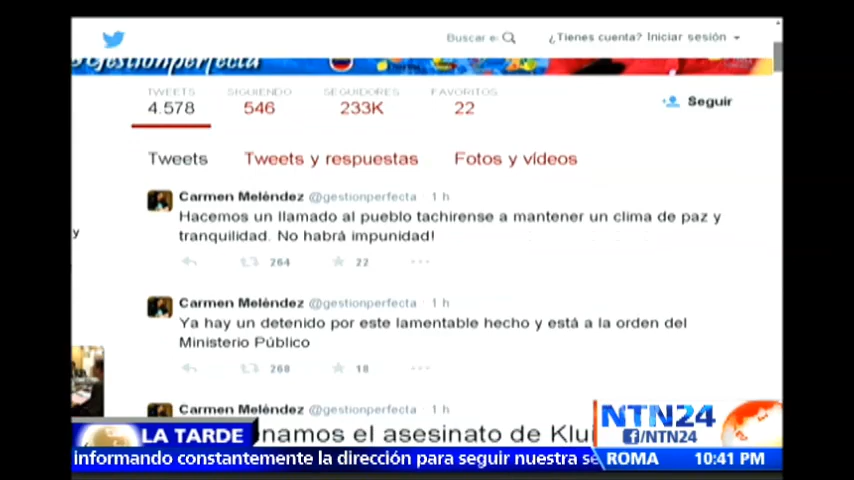 Buscar e
¿Tienes cuenta? Iniciar sesión
@gestionperfecta
TWEETS
SIGUIENDO
SEGUIDORES
FAVORITOS
4.578
546
233K
22
Seguir
Tweets
Tweets y respuestas
Fotos y vídeos
Carmen Meléndez @gestionperfecta · 1 h
Hacemos un llamado al pueblo tachirense a mantener un clima de paz y
tranquilidad. No habrá impunidad!
y
264
22
Carmen Meléndez @gestionperfecta · 1 h
Ya hay un detenido por este lamentable hecho y está a la orden del
Ministerio Público
268
18
Carmen Meléndez @gestionperfecta · 1 h
namos el asesinato de Klu
NTN24
/NTN24
LA TARDE
informando constantemente la dirección para seguir nuestra se
ROMA 10:41 PM